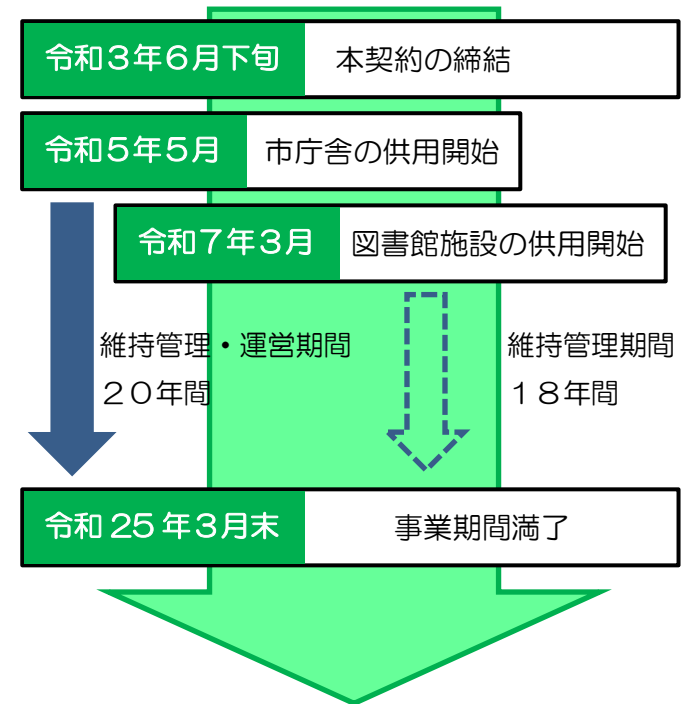 令和３年６月下旬 本契約の締結
令和５年５月 市庁舎の供用開始
令和７年３月 図書館施設の供用開始
維持管理・運営期間
２０年間
維持管理期間
１８年間
令和25年３月末 事業期間満了